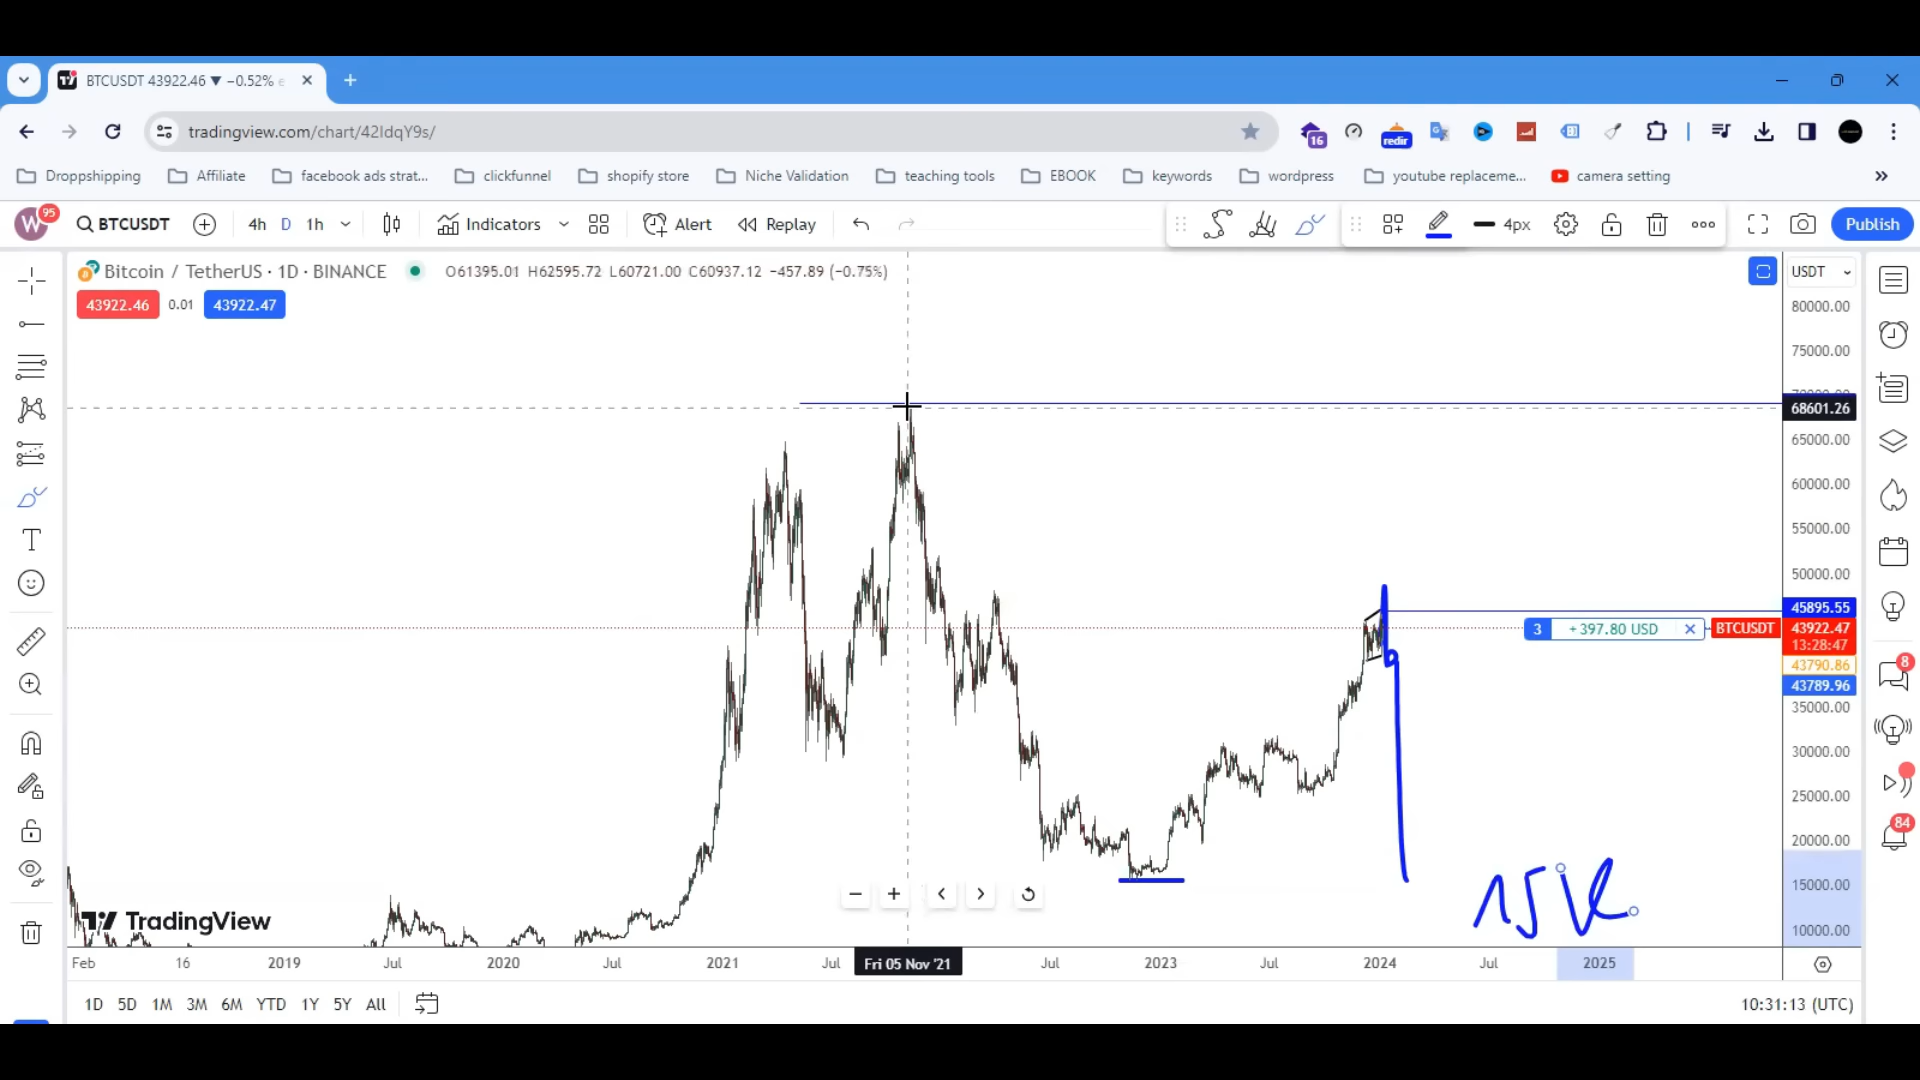 BTCUSDT 43922.46 ▼ −0.52%
tradingview.com/chart/42IdqY9s/
16
redir
Droppshipping
Affiliate
facebook ads strat...
clickfunnel
shopify store
Niche Validation
teaching tools
EBOOK
keywords
wordpress
youtube replaceme...
camera setting
W
95
BTCUSDT
4h
D
1h
Indicators
Alert
Replay
4px
Publish
Bitcoin / TetherUS · 1D · BINANCE
O61395.01 H62595.72 L60721.00 C60937.12 −457.89 (−0.75%)
USDT
43922.46
0.01
43922.47
80000.00
75000.00
68601.26
65000.00
60000.00
55000.00
50000.00
45895.55
3
+397.80 USD
BTCUSDT
43922.47
13:28:47
43790.86
43789.96
35000.00
30000.00
25000.00
20000.00
15000.00
10000.00
8
84
15k
TradingView
Feb
16
2019
Jul
2020
Jul
2021
Jul
Fri 05 Nov '21
Jul
2023
Jul
2024
Jul
2025
1D
5D
1M
3M
6M
YTD
1Y
5Y
All
10:31:13 (UTC)